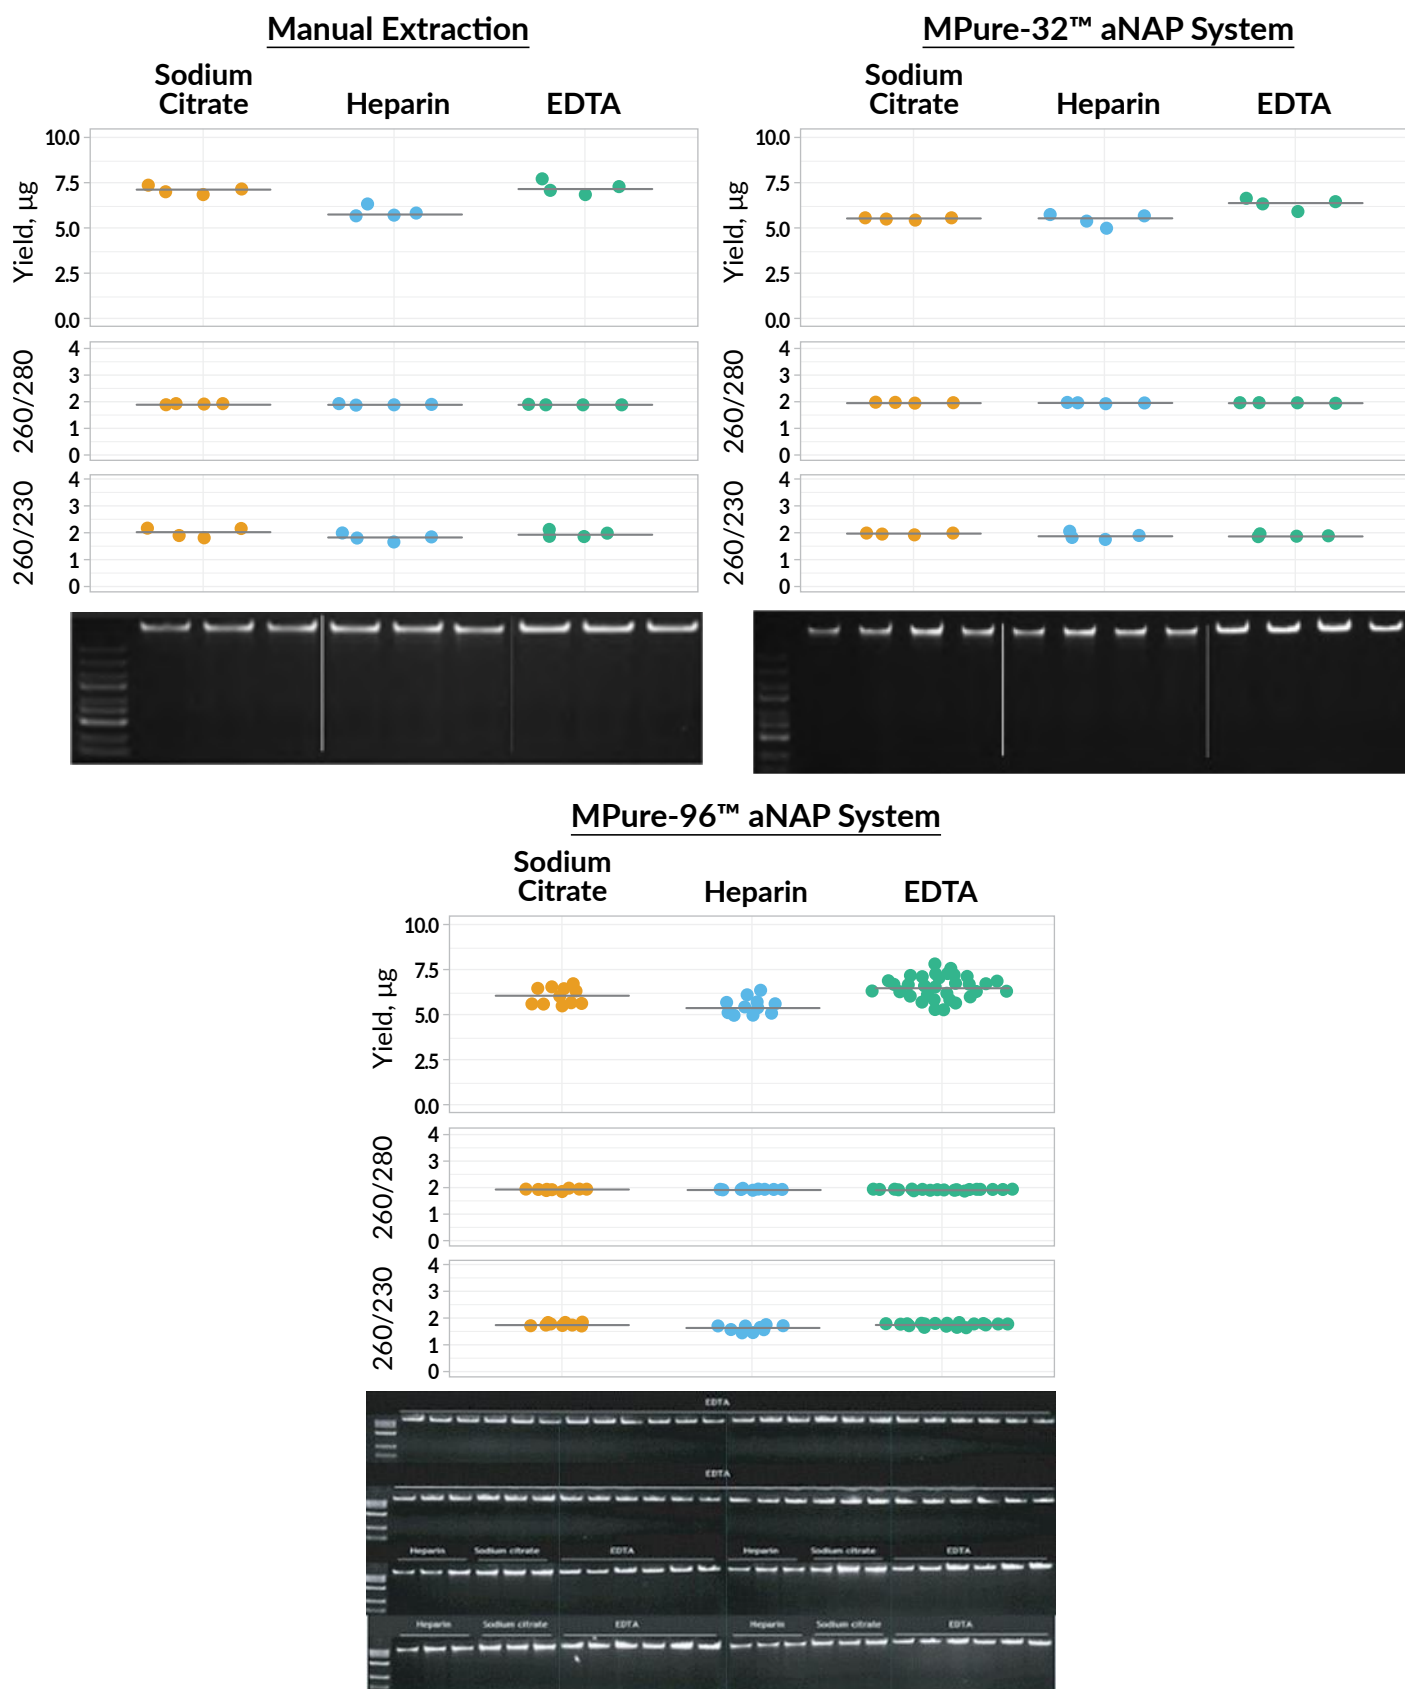 Manual Extraction
Sodium
Citrate
Heparin
EDTA
Yield, µg
10.0
7.5
5.0
2.5
0.0
260/280
4
3
2
1
0
260/230
4
3
2
1
0
MPure-32™ aNAP System
Sodium
Citrate
Heparin
EDTA
Yield, µg
10.0
7.5
5.0
2.5
0.0
260/280
4
3
2
1
0
260/230
4
3
2
1
0
MPure-96™ aNAP System
Sodium
Citrate
Heparin
EDTA
Yield, µg
10.0
7.5
5.0
2.5
0.0
260/280
4
3
2
1
0
260/230
4
3
2
1
0
EDTA
EDTA
Heparin Sodium citrate EDTA Heparin Sodium citrate EDTA
Heparin Sodium citrate EDTA Heparin Sodium citrate EDTA